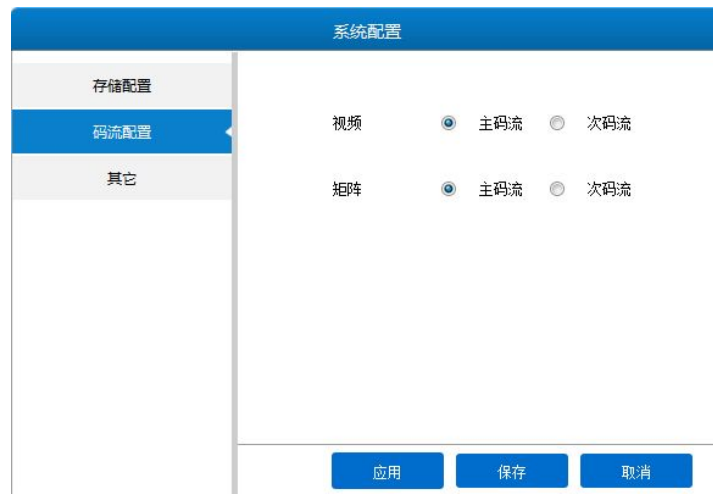 系统配置
存储配置
码流配置
其它
视频 主码流 次码流
矩阵 主码流 次码流
应用 保存 取消